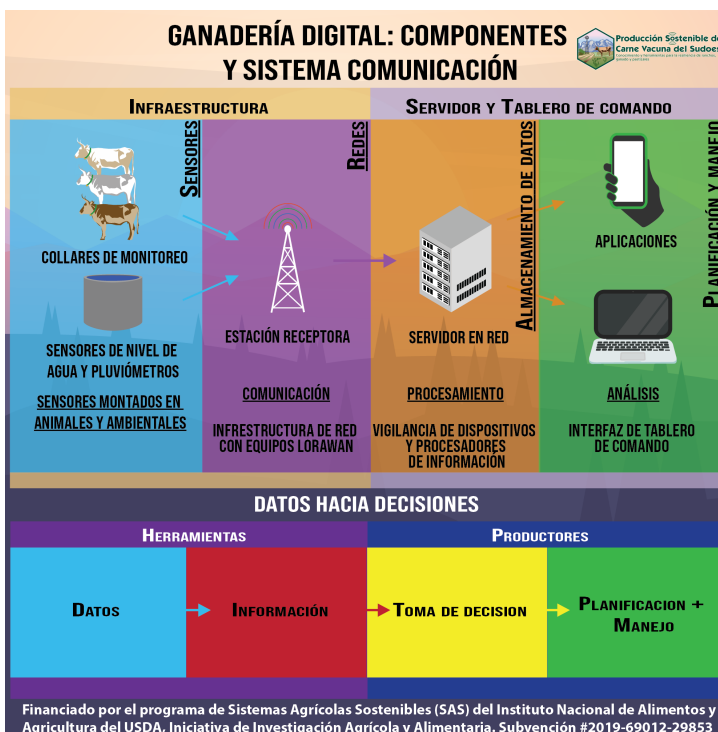 GANADERÍA DIGITAL: COMPONENTES
Y SISTEMA COMUNICACIÓN
Producción Sostenible de
Carne Vacuna del Sudoes
INFRAESTRUCTURA
SERVIDOR Y TABLERO DE COMANDO
SENSORES
COLLARES DE MONITOREO
SENSORES DE NIVEL DE
AGUA Y PLUVIÓMETROS
SENSORES MONTADOS EN
ANIMALES Y AMBIENTALES
REDES
ESTACIÓN RECEPTORA
COMUNICACIÓN
INFRESTRUCTURA DE RED
CON EQUIPOS LORAWAN
ALMACENAMIENTO DE DATOS
SERVIDOR EN RED
PROCESAMIENTO
VIGILANCIA DE DISPOSITIVOS
Y PROCESADORES
DE INFORMACIÓN
PLANIFICACIÓN Y MANEJO
APLICACIONES
ANÁLISIS
INTERFAZ DE TABLERO
DE COMANDO
DATOS HACIA DECISIONES
HERRAMIENTAS
PRODUCTORES
DATOS
INFORMACIÓN
TOMA DE DECISION
PLANIFICACION +
MANEJO
Financiado por el programa de Sistemas Agrícolas Sostenibles (SAS) del Instituto Nacional de Alimentos y
Agricultura del USDA, Iniciativa de Investigación Agrícola y Alimentaria, Subvención #2019-69012-29853